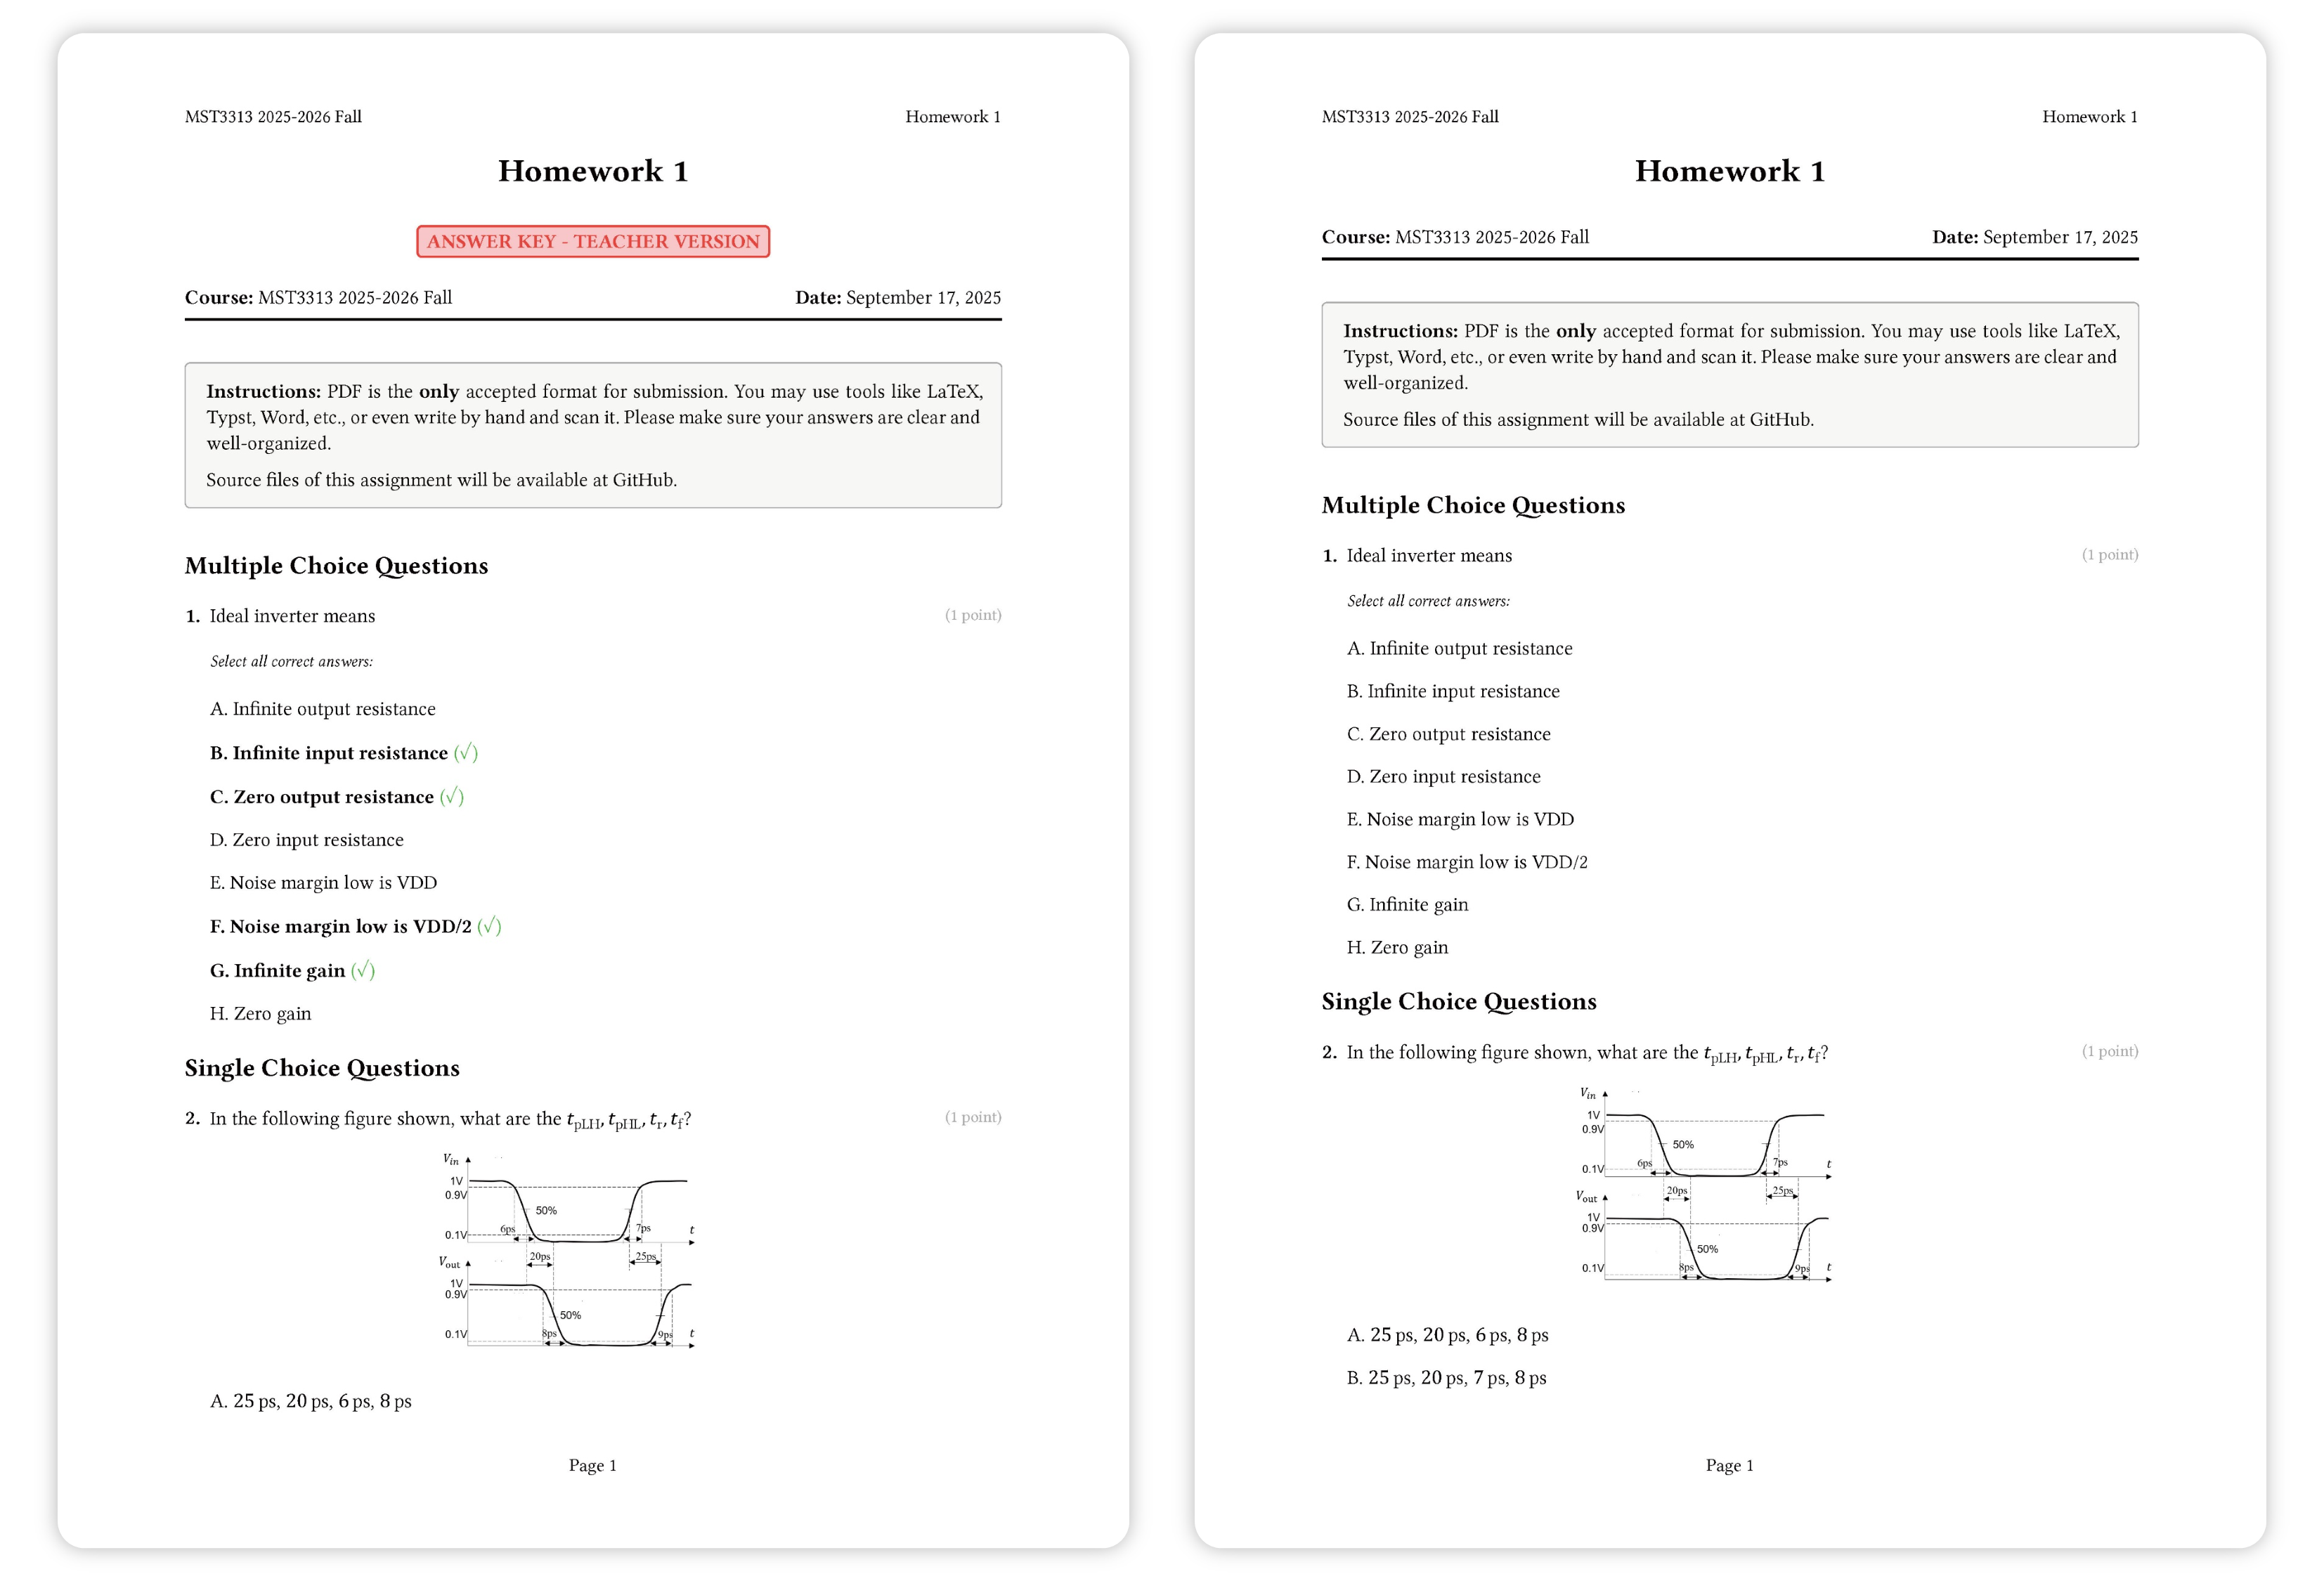 MST3313 2025-2026 Fall
Homework 1
Homework 1
ANSWER KEY - TEACHER VERSION
Course: MST3313 2025-2026 Fall
Date: September 17, 2025
Instructions: PDF is the only accepted format for submission. You may use tools like LaTeX,
Typst, Word, etc., or even write by hand and scan it. Please make sure your answers are clear and
well-organized.
Source files of this assignment will be available at GitHub.
Multiple Choice Questions
1. Ideal inverter means (1 point)
Select all correct answers:
A. Infinite output resistance
B. Infinite input resistance (√)
C. Zero output resistance (√)
D. Zero input resistance
E. Noise margin low is VDD
F. Noise margin low is VDD/2 (√)
G. Infinite gain (√)
H. Zero gain
Single Choice Questions
2. In the following figure shown, what are the t_pLH, t_pHL, t_r, t_f? (1 point)
V_in
1V
0.9V
50%
0.1V
6ps
7ps
t
20ps
25ps
V_out
1V
0.9V
50%
0.1V
8ps
9ps
t
A. 25 ps, 20 ps, 6 ps, 8 ps
Page 1
MST3313 2025-2026 Fall
Homework 1
Homework 1
Course: MST3313 2025-2026 Fall
Date: September 17, 2025
Instructions: PDF is the only accepted format for submission. You may use tools like LaTeX,
Typst, Word, etc., or even write by hand and scan it. Please make sure your answers are clear and
well-organized.
Source files of this assignment will be available at GitHub.
Multiple Choice Questions
1. Ideal inverter means (1 point)
Select all correct answers:
A. Infinite output resistance
B. Infinite input resistance
C. Zero output resistance
D. Zero input resistance
E. Noise margin low is VDD
F. Noise margin low is VDD/2
G. Infinite gain
H. Zero gain
Single Choice Questions
2. In the following figure shown, what are the t_pLH, t_pHL, t_r, t_f? (1 point)
V_in
1V
0.9V
50%
0.1V
6ps
7ps
t
20ps
25ps
V_out
1V
0.9V
50%
0.1V
8ps
9ps
t
A. 25 ps, 20 ps, 6 ps, 8 ps
B. 25 ps, 20 ps, 7 ps, 8 ps
Page 1